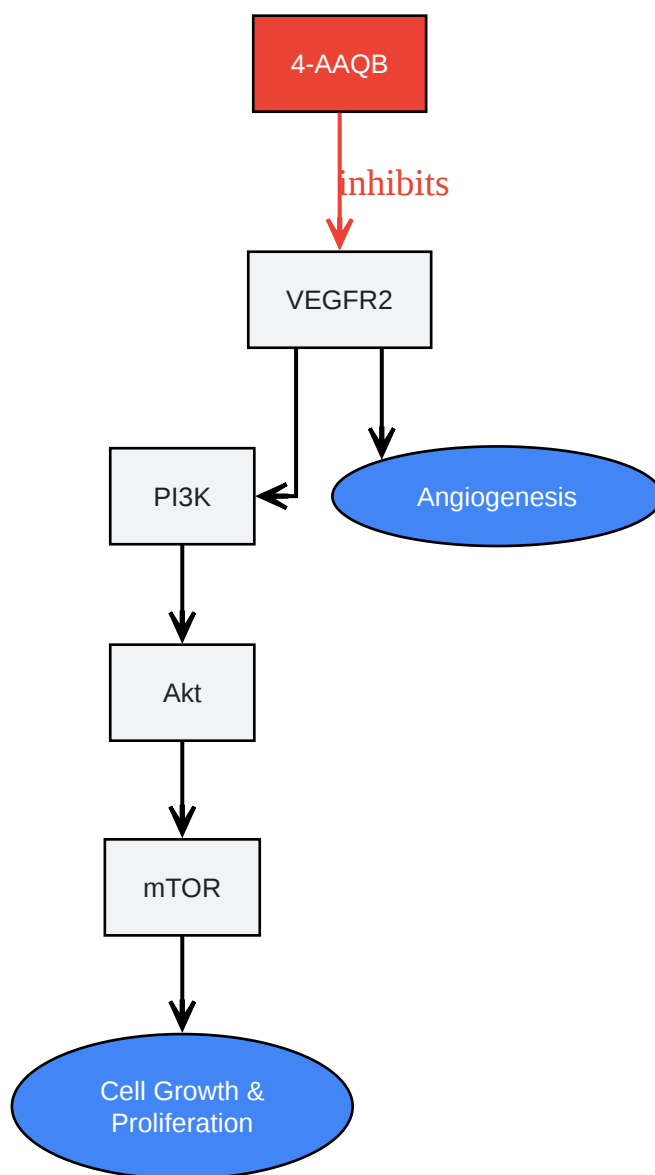 4-AAQB
inhibits
VEGFR2
PI3K
Angiogenesis
Akt
mTOR
Cell Growth &
Proliferation